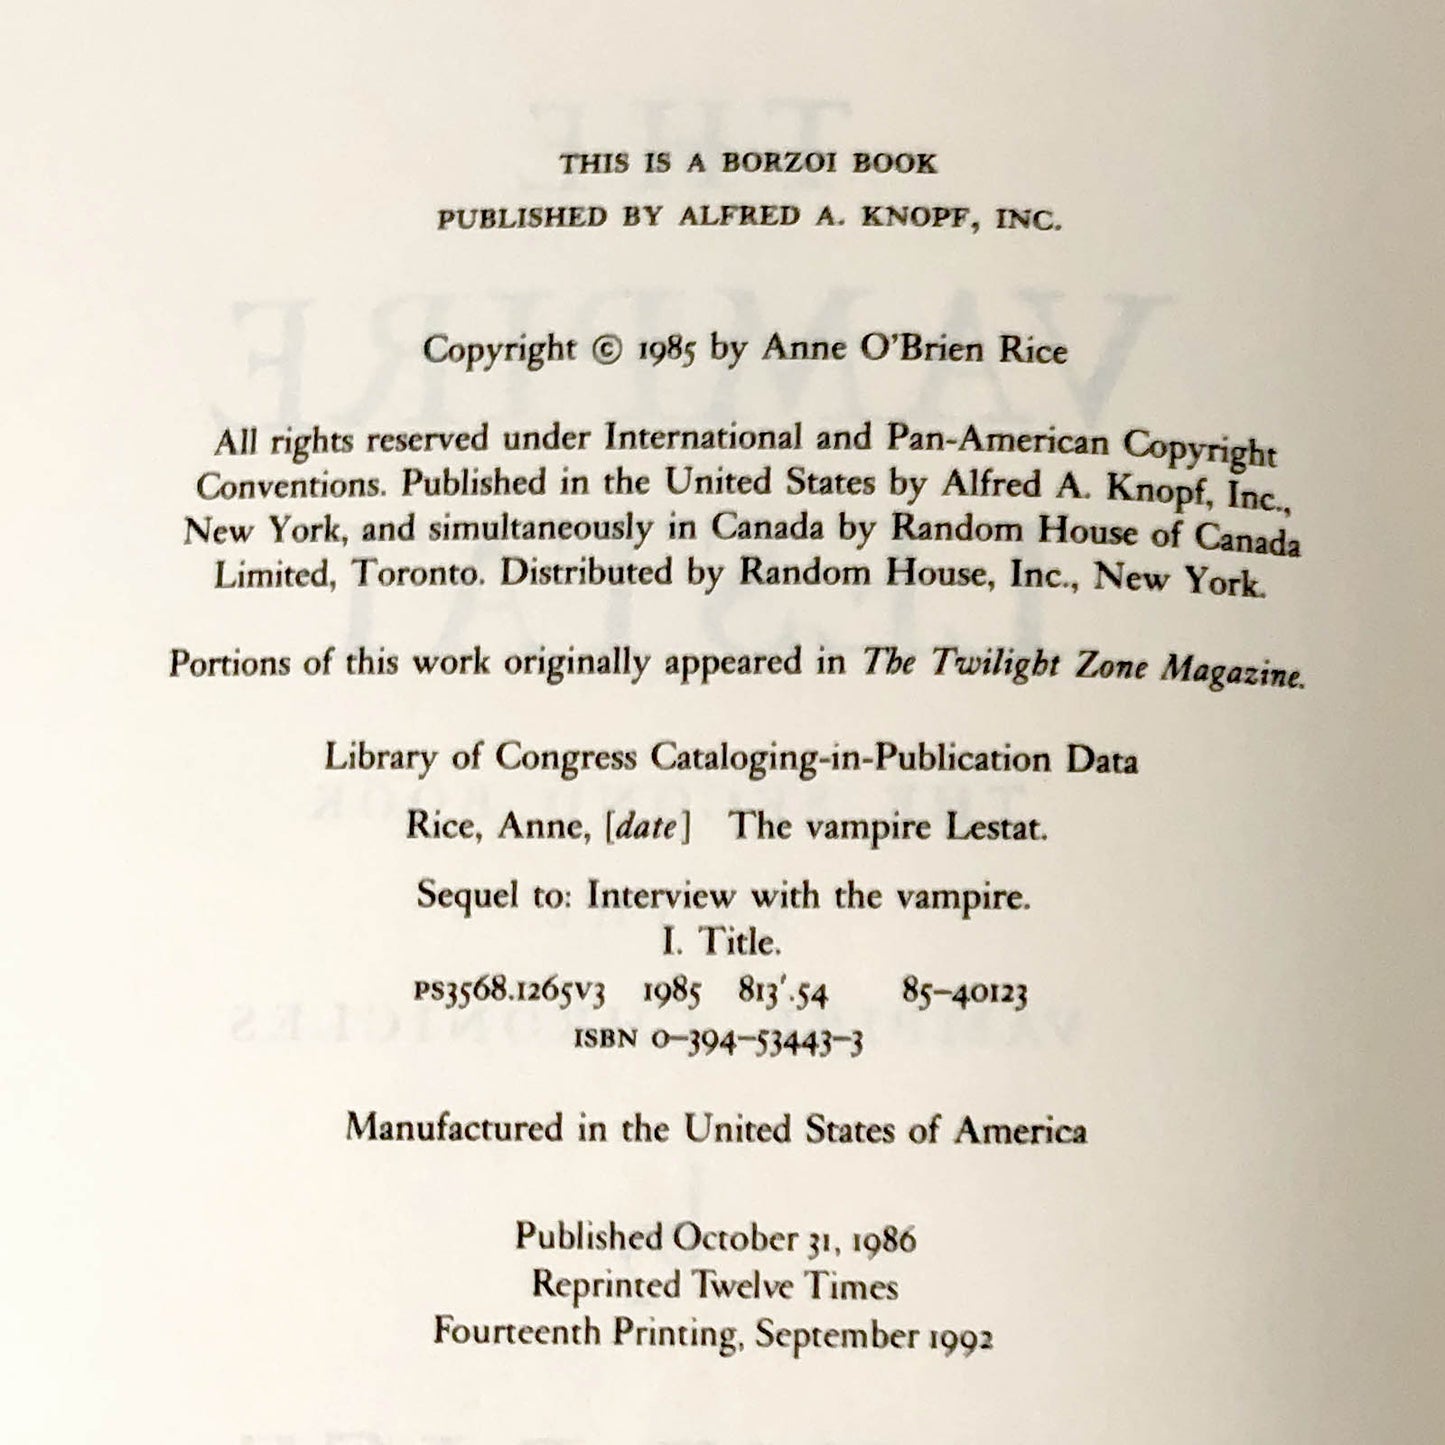 THIS IS A BORZOI BOOK
PUBLISHED BY ALFRED A. KNOPF, INC.
Copyright © 1985 by Anne O'Brien Rice
All rights reserved under International and Pan-American Copyright
Conventions. Published in the United States by Alfred A. Knopf, Inc.,
New York, and simultaneously in Canada by Random House of Canada
Limited, Toronto. Distributed by Random House, Inc., New York.
Portions of this work originally appeared in The Twilight Zone Magazine.
Library of Congress Cataloging-in-Publication Data
Rice, Anne, [date] The vampire Lestat.
Sequel to: Interview with the vampire.
I. Title.
PS3568.I265V3 1985 813'.54 85–40123
ISBN 0–394–53443–3
Manufactured in the United States of America
Published October 31, 1986
Reprinted Twelve Times
Fourteenth Printing, September 1992